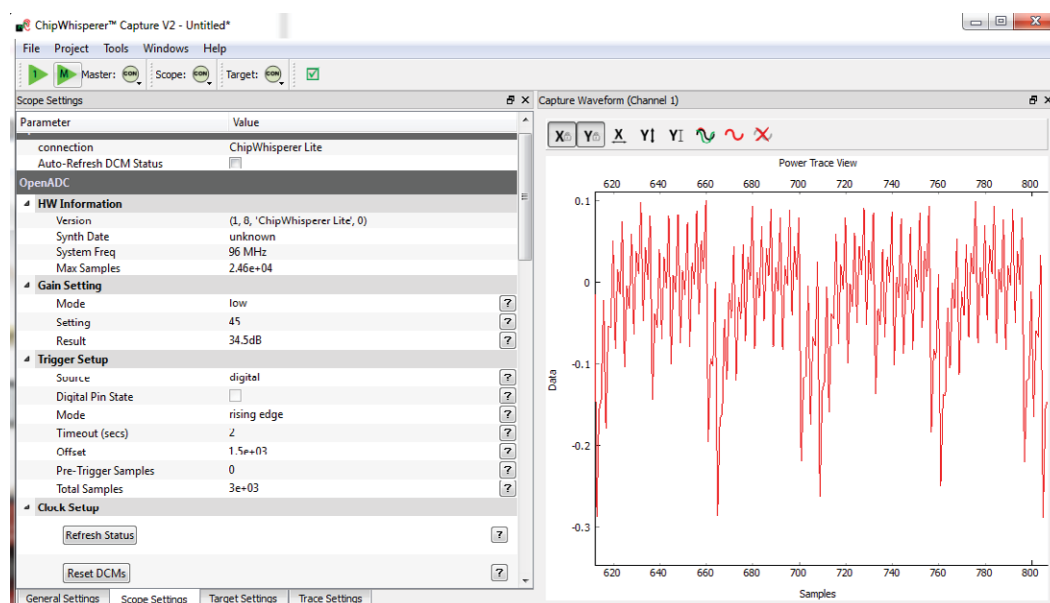 ChipWhisperer™ Capture V2 - Untitled*
File Project Tools Windows Help
1 M Master: CON Scope: CON Target: CON
Scope Settings
Parameter Value
connection ChipWhisperer Lite
Auto-Refresh DCM Status
OpenADC
HW Information
Version (1, 8, 'ChipWhisperer Lite', 0)
Synth Date unknown
System Freq 96 MHz
Max Samples 2.46e+04
Gain Setting
Mode low ?
Setting 45 ?
Result 34.5dB ?
Trigger Setup
Source digital ?
Digital Pin State ?
Mode rising edge ?
Timeout (secs) 2 ?
Offset 1.5e+03 ?
Pre-Trigger Samples 0 ?
Total Samples 3e+03 ?
Clock Setup
Refresh Status ?
Reset DCMs ?
General Settings Scope Settings Target Settings Trace Settings
Capture Waveform (Channel 1)
X Y X Y Y
Power Trace View
620 640 660 680 700 720 740 760 780 800
0.1
0
-0.1
-0.2
-0.3
Data
620 640 660 680 700 720 740 760 780 800
Samples